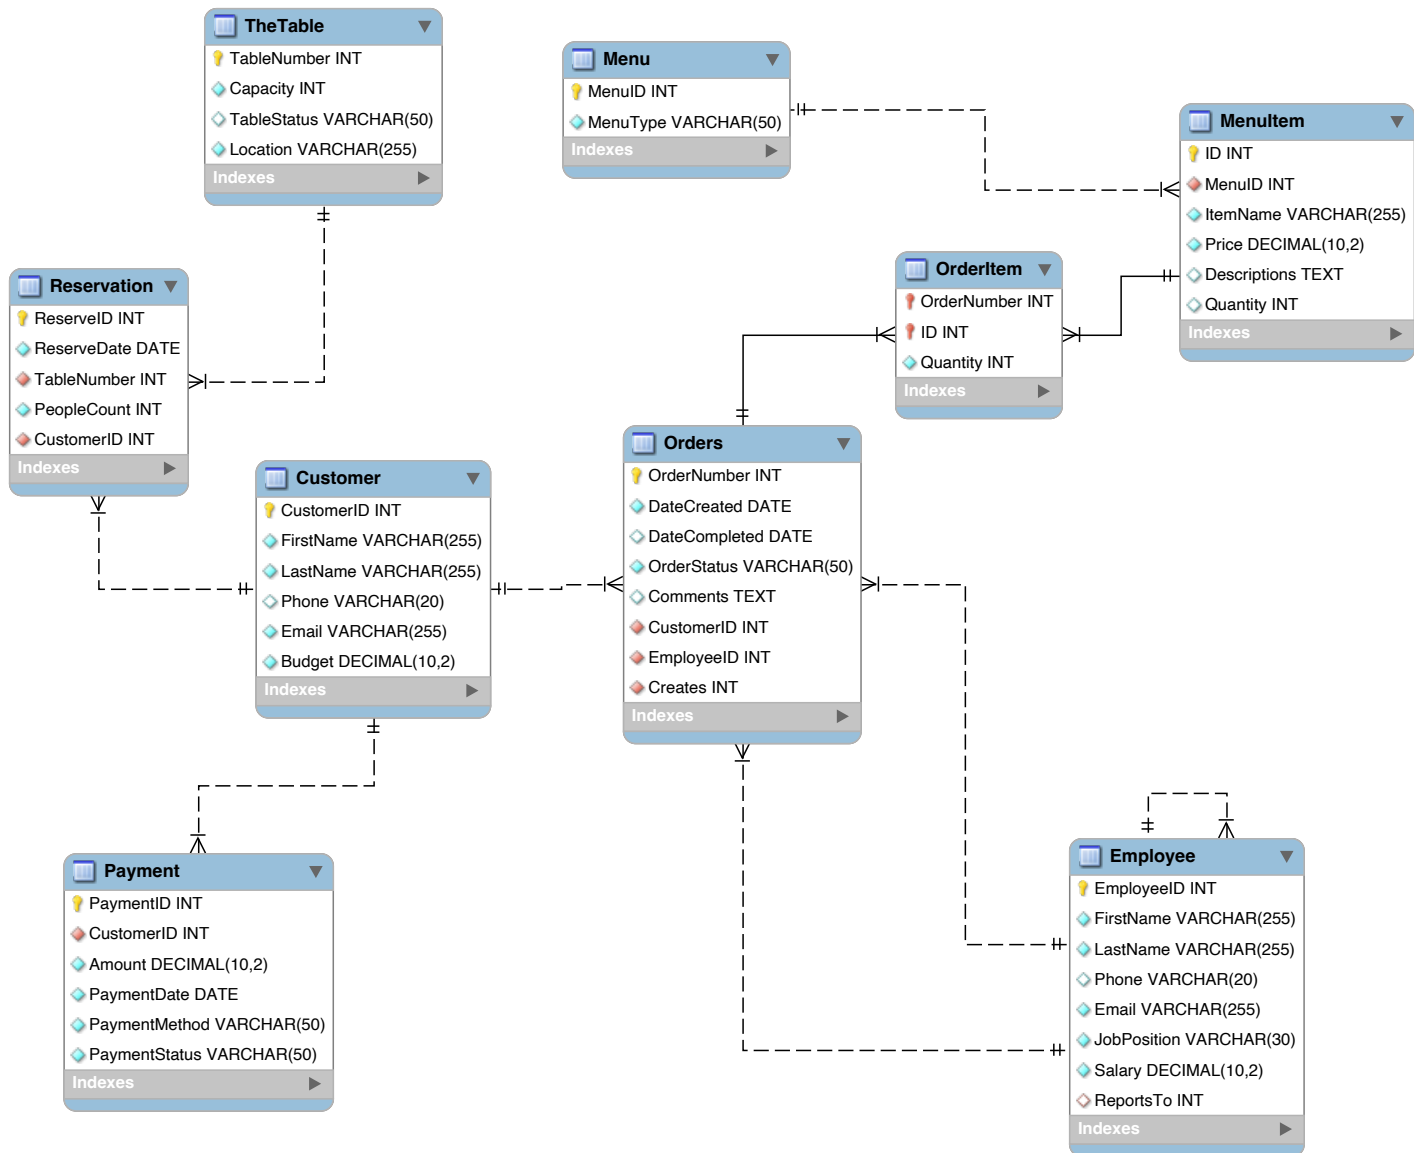 TheTable
TableNumber INT
Capacity INT
TableStatus VARCHAR(50)
Location VARCHAR(255)
Indexes
Menu
MenuID INT
MenuType VARCHAR(50)
Indexes
MenuItem
ID INT
MenuID INT
ItemName VARCHAR(255)
Price DECIMAL(10,2)
Descriptions TEXT
Quantity INT
Indexes
Reservation
ReserveID INT
ReserveDate DATE
TableNumber INT
PeopleCount INT
CustomerID INT
Indexes
OrderItem
OrderNumber INT
ID INT
Quantity INT
Indexes
Customer
CustomerID INT
FirstName VARCHAR(255)
LastName VARCHAR(255)
Phone VARCHAR(20)
Email VARCHAR(255)
Budget DECIMAL(10,2)
Indexes
Orders
OrderNumber INT
DateCreated DATE
DateCompleted DATE
OrderStatus VARCHAR(50)
Comments TEXT
CustomerID INT
EmployeeID INT
Creates INT
Indexes
Payment
PaymentID INT
CustomerID INT
Amount DECIMAL(10,2)
PaymentDate DATE
PaymentMethod VARCHAR(50)
PaymentStatus VARCHAR(50)
Indexes
Employee
EmployeeID INT
FirstName VARCHAR(255)
LastName VARCHAR(255)
Phone VARCHAR(20)
Email VARCHAR(255)
JobPosition VARCHAR(30)
Salary DECIMAL(10,2)
ReportsTo INT
Indexes